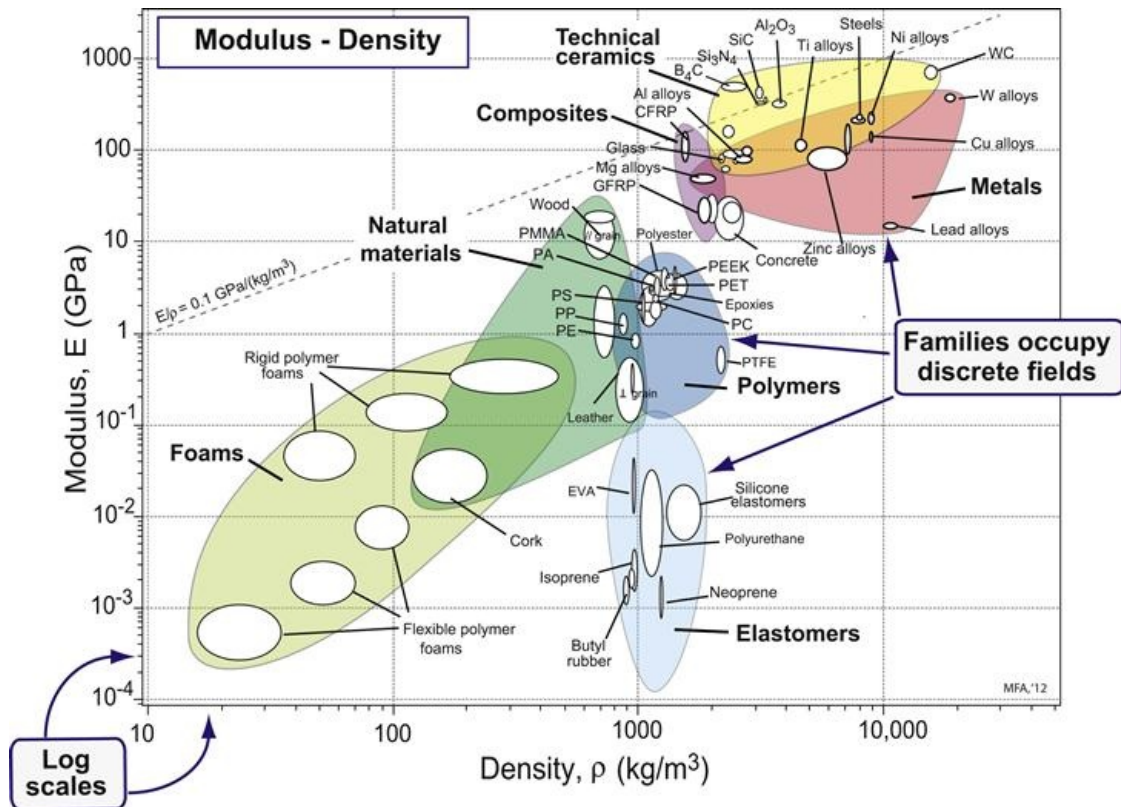 Modulus - Density
Modulus, E (GPa)
1000
100
10
1
10⁻¹
10⁻²
10⁻³
10⁻⁴
Technical
ceramics
B₄C
Si₃N₄
SiC
Al₂O₃
Ti alloys
Steels
Ni alloys
WC
W alloys
Cu alloys
Metals
Lead alloys
Zinc alloys
Composites
Al alloys
CFRP
Glass
Mg alloys
GFRP
Natural
materials
Wood
// grain
PMMA
PA
Polyester
Concrete
PEEK
PET
Epoxies
PC
PS
PP
PE
PTFE
Polymers
Leather
⊥ grain
E/ρ = 0.1 GPa/(kg/m³)
Rigid polymer
foams
Foams
Cork
Flexible polymer
foams
EVA
Silicone
elastomers
Polyurethane
Isoprene
Neoprene
Butyl
rubber
Elastomers
MFA,'12
Families occupy
discrete fields
Log
scales
10
100
1000
10,000
Density, ρ (kg/m³)